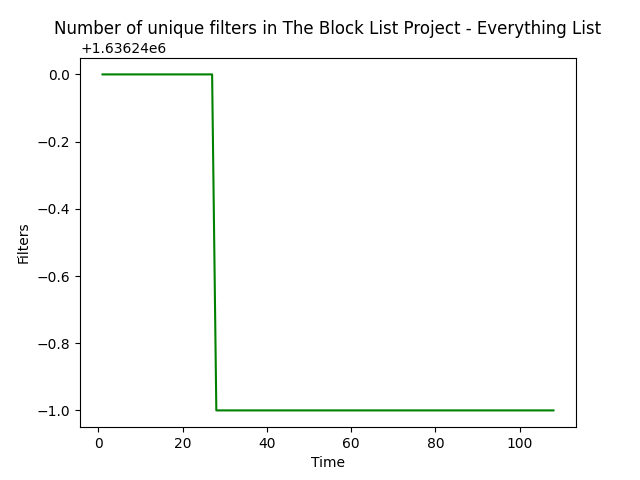 Number of unique filters in The Block List Project - Everything List
+1.63624e6
0.0
−0.2
−0.4
−0.6
−0.8
−1.0
Filters
0 20 40 60 80 100
Time